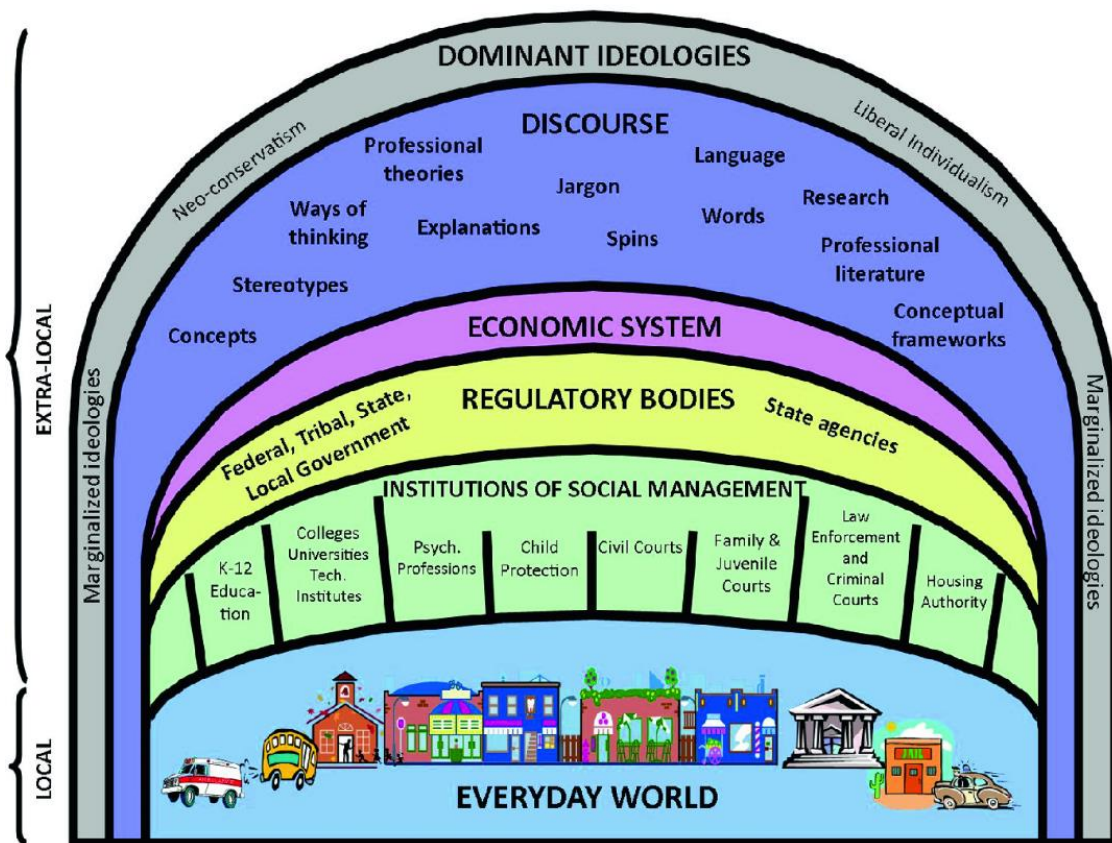 DOMINANT IDEOLOGIES
Neo-conservatism
Liberal Individualism
Marginalized ideologies
Marginalized ideologies
DISCOURSE
Professional
theories
Language
Jargon
Research
Ways of
thinking
Explanations
Words
Spins
Professional
literature
Stereotypes
Conceptual
frameworks
Concepts
ECONOMIC SYSTEM
REGULATORY BODIES
Federal, Tribal, State,
Local Government
State agencies
INSTITUTIONS OF SOCIAL MANAGEMENT
K-12
Educa-
tion
Colleges
Universities
Tech.
Institutes
Psych.
Professions
Child
Protection
Civil Courts
Family &
Juvenile
Courts
Law
Enforcement
and
Criminal
Courts
Housing
Authority
EXTRA-LOCAL
LOCAL
JAIL
EVERYDAY WORLD